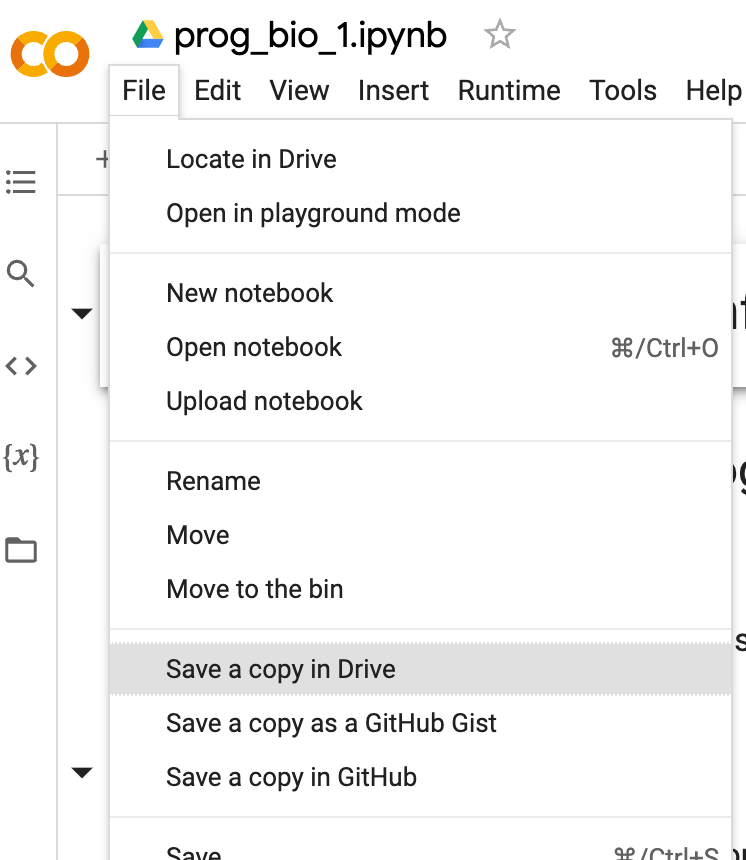 prog_bio_1.ipynb
File Edit View Insert Runtime Tools Help
Locate in Drive
Open in playground mode
New notebook
Open notebook ⌘/Ctrl+O
Upload notebook
{x}
Rename
Move
Move to the bin
Save a copy in Drive
Save a copy as a GitHub Gist
Save a copy in GitHub
Save ⌘/Ctrl+S